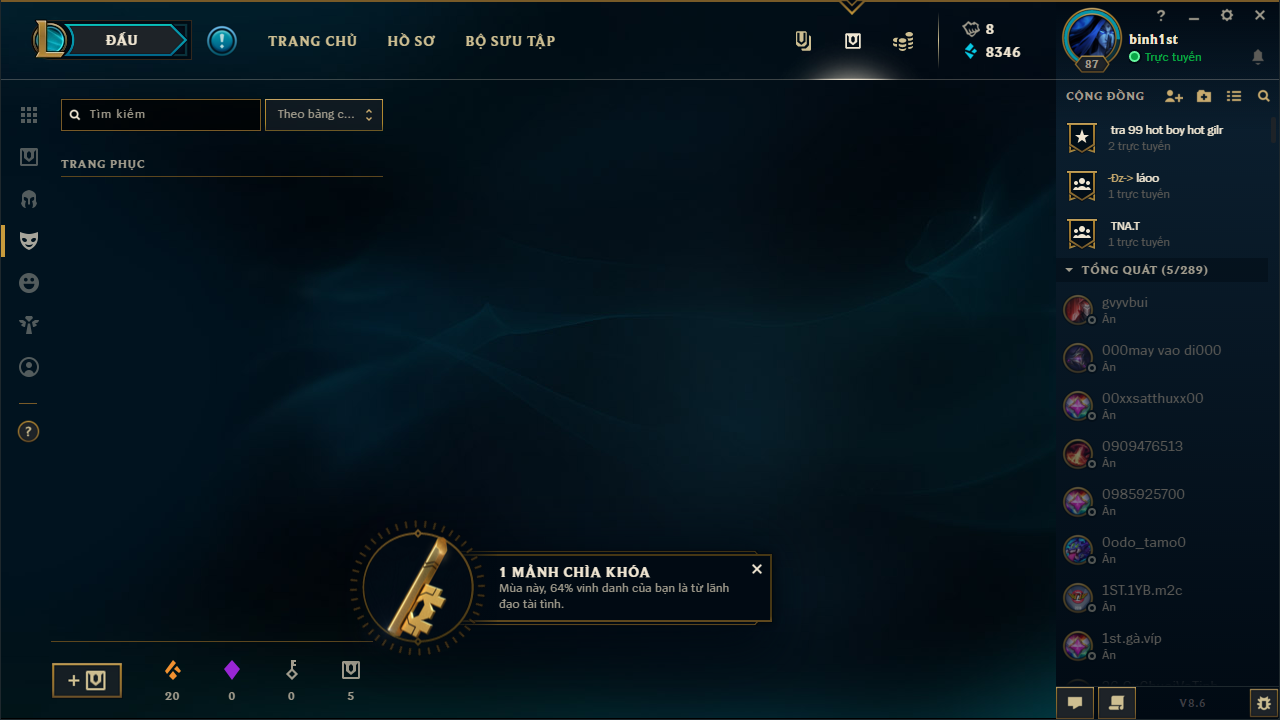 ĐẤU
TRANG CHỦ
HỒ SƠ
BỘ SƯU TẬP
8
8346
?
binh1st
Trực tuyến
87
CỘNG ĐỒNG
Tìm kiếm
Theo bảng c...
TRANG PHỤC
tra 99 hot boy hot gilr
2 trực tuyến
-Đz-> láoo
1 trực tuyến
TNA.T
1 trực tuyến
TỔNG QUÁT (5/289)
gvyvbui
Ẩn
000may vao di000
Ẩn
00xxsatthuxx00
Ẩn
0909476513
Ẩn
0985925700
Ẩn
0odo_tamo0
Ẩn
1ST.1YB.m2c
Ẩn
1st.gà.víp
Ẩn
?
1 MẢNH CHÌA KHÓA
Mùa này, 64% vinh danh của bạn là từ lãnh
đạo tài tình.
20
0
0
5
V8.6